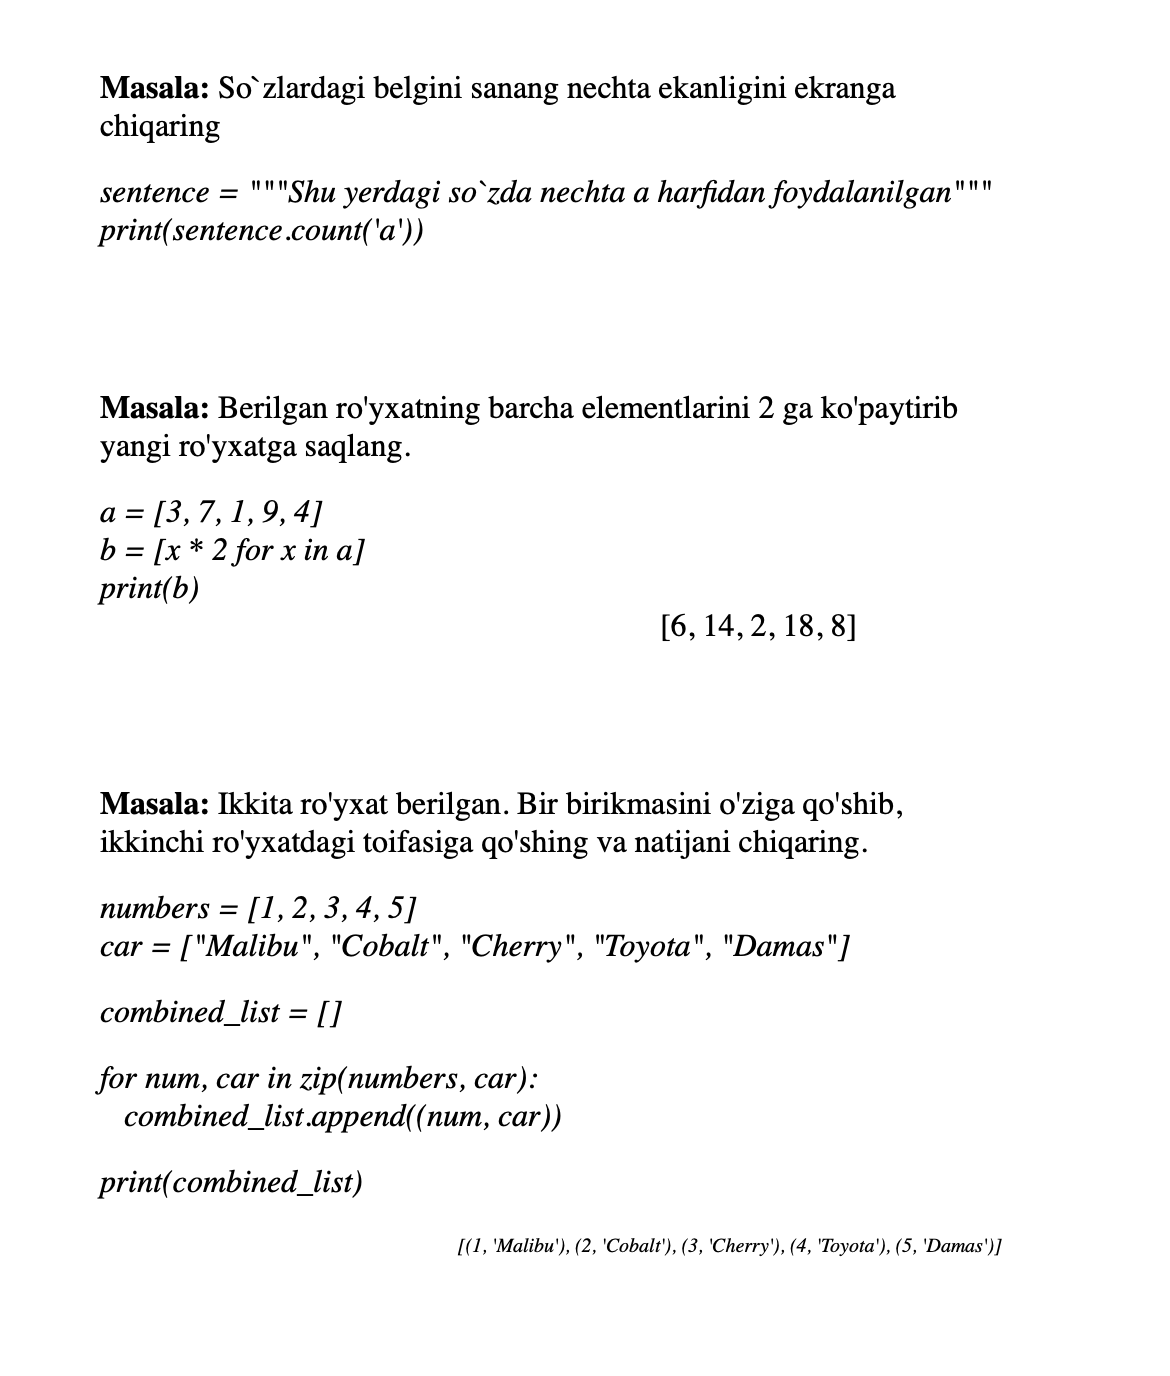 Masala: So`zlardagi belgini sanang nechta ekanligini ekranga
chiqaring
sentence = """Shu yerdagi so`zda nechta a harfidan foydalanilgan"""
print(sentence.count('a'))
Masala: Berilgan ro'yxatning barcha elementlarini 2 ga ko'paytirib
yangi ro'yxatga saqlang.
a = [3, 7, 1, 9, 4]
b = [x * 2 for x in a]
print(b)
[6, 14, 2, 18, 8]
Masala: Ikkita ro'yxat berilgan. Bir birikmasini o'ziga qo'shib,
ikkinchi ro'yxatdagi toifasiga qo'shing va natijani chiqaring.
numbers = [1, 2, 3, 4, 5]
car = ["Malibu", "Cobalt", "Cherry", "Toyota", "Damas"]
combined_list = []
for num, car in zip(numbers, car):
    combined_list.append((num, car))
print(combined_list)
[(1, 'Malibu'), (2, 'Cobalt'), (3, 'Cherry'), (4, 'Toyota'), (5, 'Damas')]